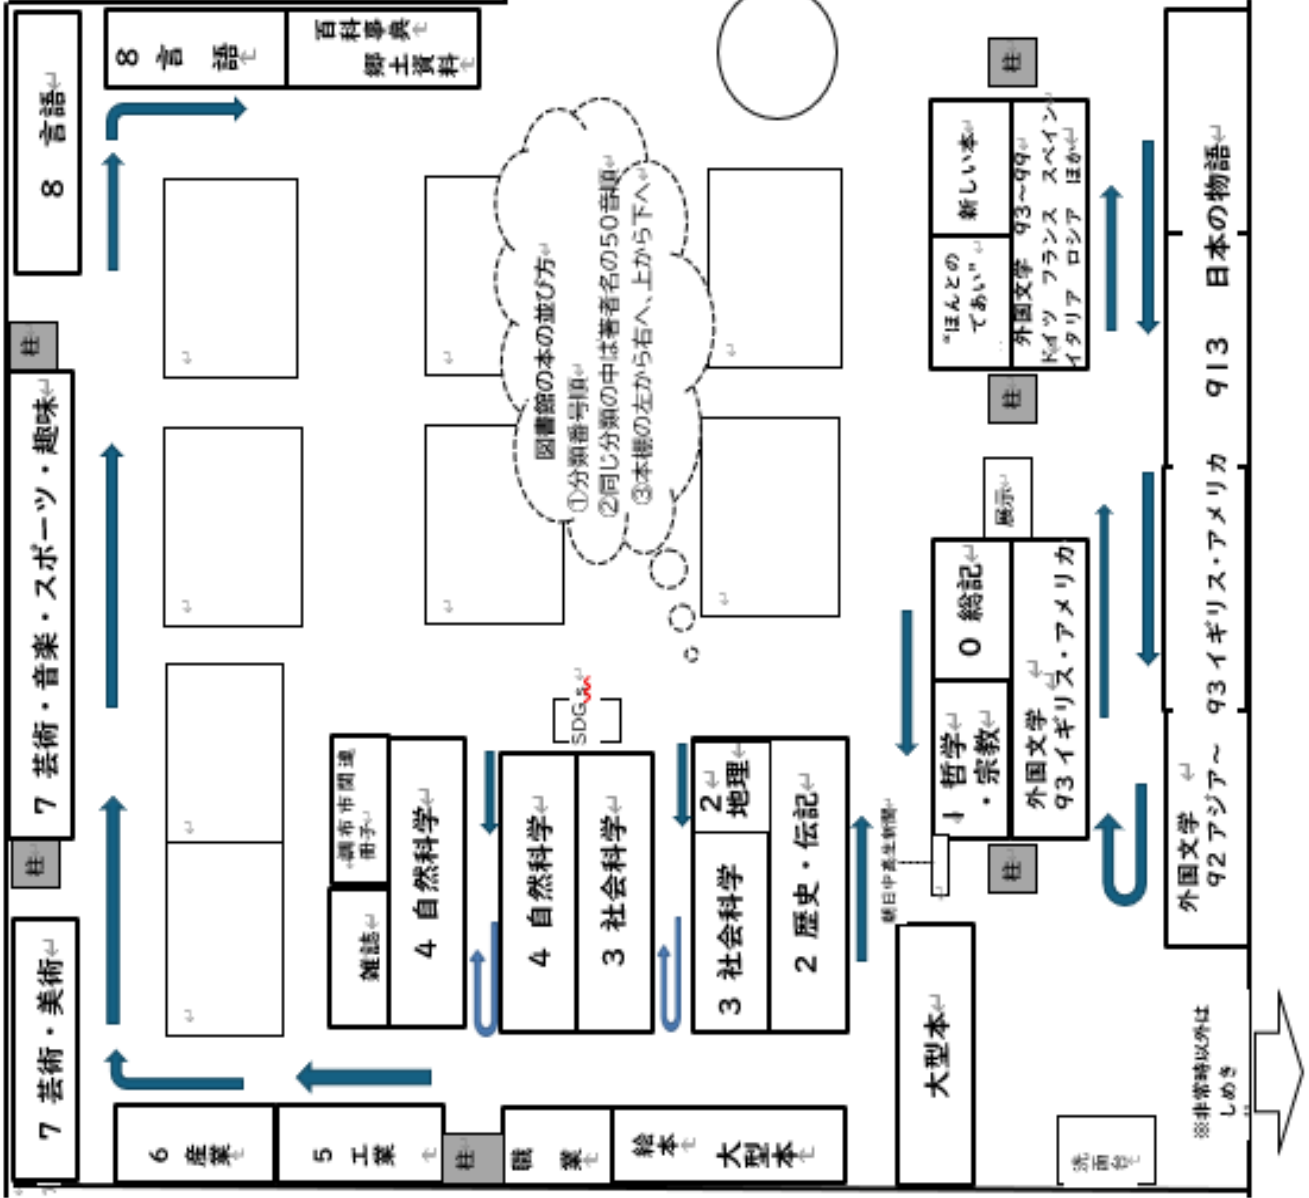 8 言語
8 言語
百科事典
郷土資料
柱
7 芸術・音楽・スポーツ・趣味
柱
7 芸術・美術
6 産業
5 工業
柱
職業
絵本
大型本
大型本
洗面台
※非常時以外は
しめき
図書館の本の並び方
①分類番号順
②同じ分類の中は著者名の50音順
③本棚の左から右へ、上から下へ
SDGs
調布市関連
冊子
雑誌
4 自然科学
4 自然科学
3 社会科学
2
地理
3 社会科学
2 歴史・伝記
朝日中高生新聞
柱
新しい本
“ほんとの
であい”
外国文学 93~99
ドイツ フランス スペイン
イタリア ロシア ほか
柱
展示
0 総記
1 哲学
・宗教
外国文学
93 イギリス・アメリカ
柱
913 日本の物語
93 イギリス・アメリカ
外国文学
92 アジア~